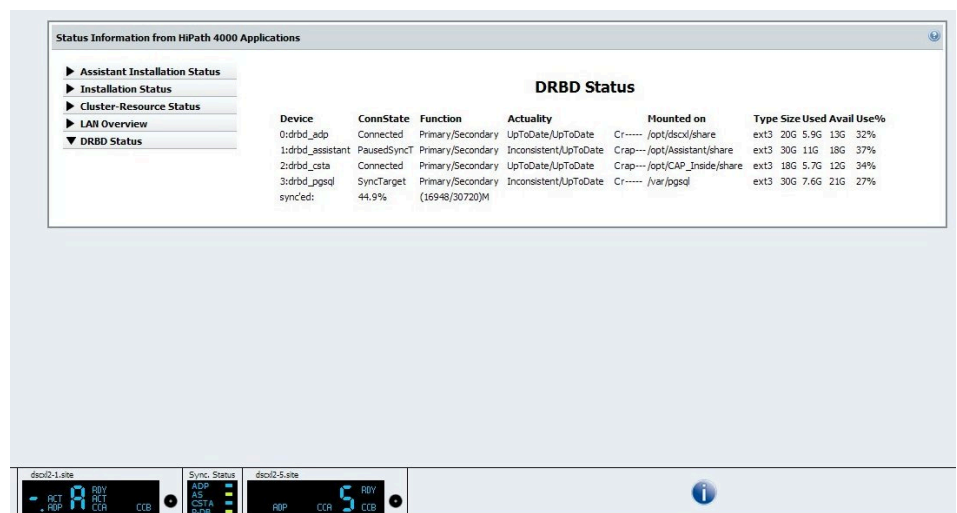 Status Information from HiPath 4000 Applications
Assistant Installation Status
Installation Status
Cluster-Resource Status
LAN Overview
DRBD Status
DRBD Status
Device ConnState Function Actuality Mounted on Type Size Used Avail Use%
0:drbd_adp Connected Primary/Secondary UpToDate/UpToDate Cr----- /opt/dscxl/share ext3 20G 5.9G 13G 32%
1:drbd_assistant PausedSyncT Primary/Secondary Inconsistent/UpToDate Crap--- /opt/Assistant/share ext3 30G 11G 18G 37%
2:drbd_csta Connected Primary/Secondary UpToDate/UpToDate Crap--- /opt/CAP_Inside/share ext3 18G 5.7G 12G 34%
3:drbd_pgsql SyncTarget Primary/Secondary Inconsistent/UpToDate Cr----- /var/pgsql ext3 30G 7.6G 21G 27%
sync'ed: 44.9% (16948/30720)M
dscxl2-1.site Sync. Status dscxl2-5.site
ACT ADP A RDY ACT CCA CCB
ADP
AS
CSTA
P-DB
ADP CCA 5 RDY CCB